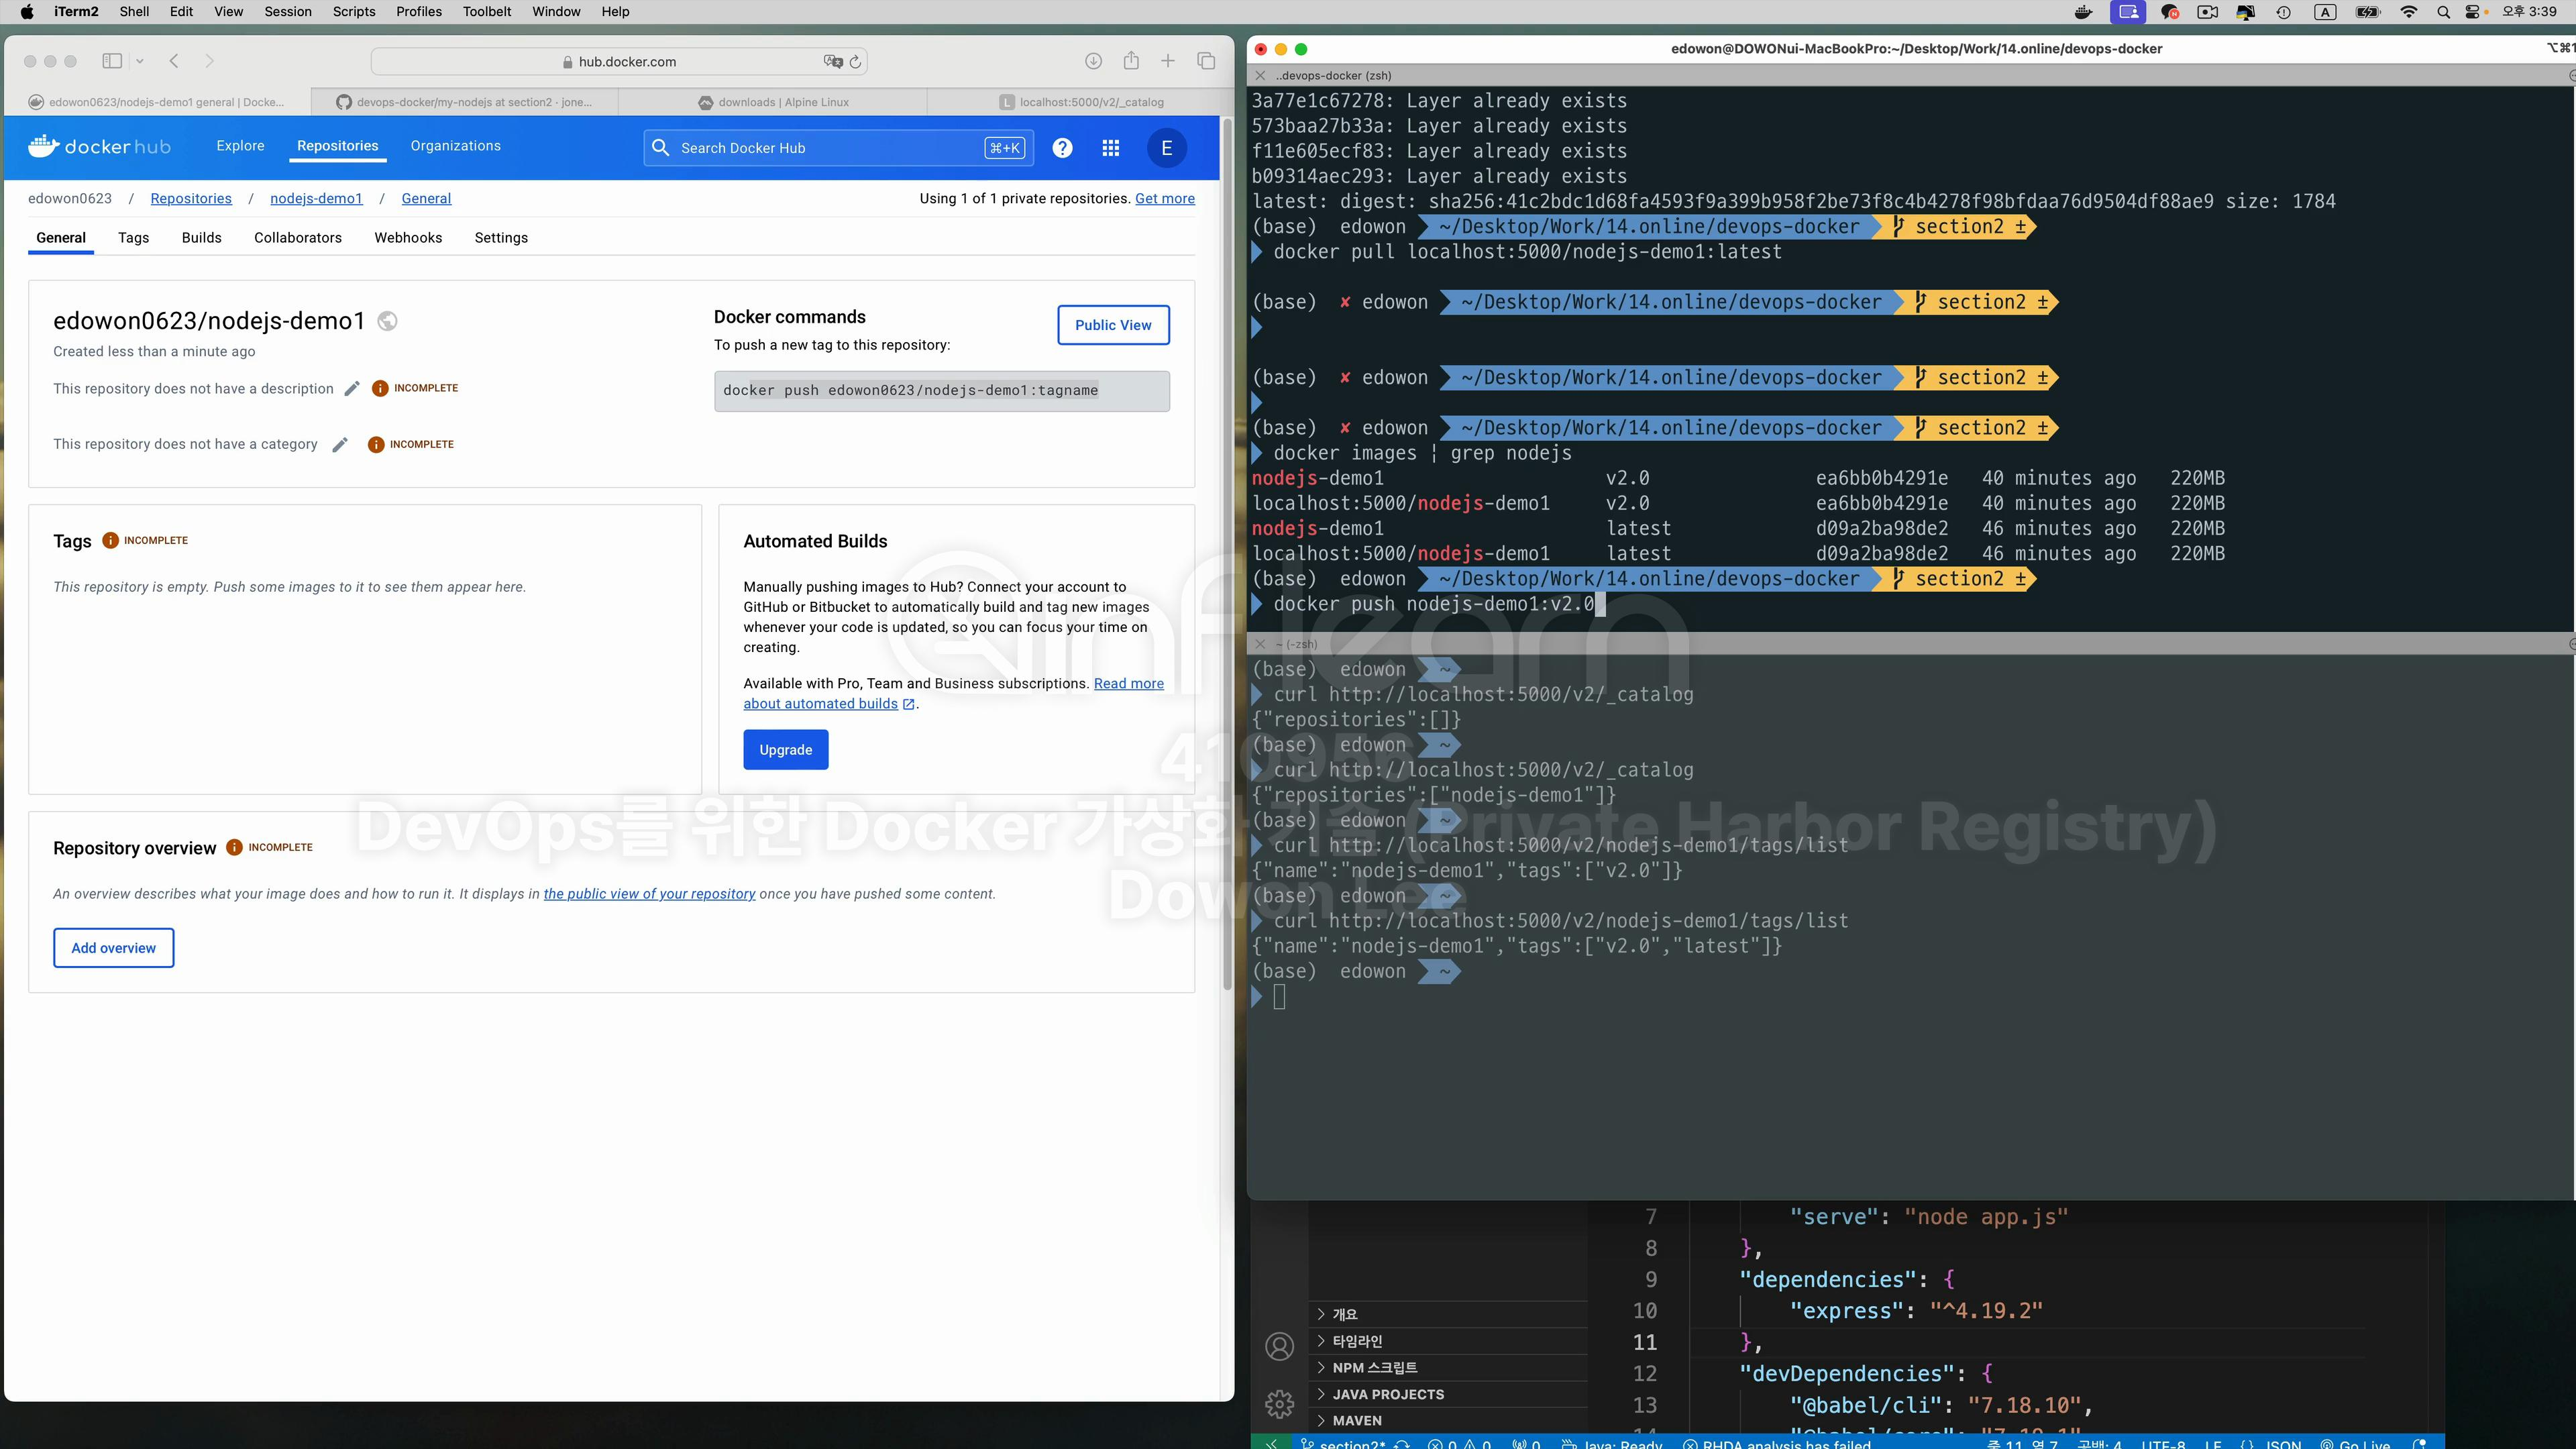 iTerm2 Shell Edit View Session Scripts Profiles Toolbelt Window Help
A 오후 3:39
hub.docker.com
edowon0623/nodejs-demo1 general | Docke...
devops-docker/my-nodejs at section2 · jone...
downloads | Alpine Linux
L localhost:5000/v2/_catalog
docker hub Explore Repositories Organizations Search Docker Hub ⌘+K ? E
edowon0623 / Repositories / nodejs-demo1 / General
Using 1 of 1 private repositories. Get more
General Tags Builds Collaborators Webhooks Settings
edowon0623/nodejs-demo1
Created less than a minute ago
This repository does not have a description INCOMPLETE
This repository does not have a category INCOMPLETE
Docker commands
Public View
To push a new tag to this repository:
docker push edowon0623/nodejs-demo1:tagname
Tags INCOMPLETE
This repository is empty. Push some images to it to see them appear here.
Automated Builds
Manually pushing images to Hub? Connect your account to
GitHub or Bitbucket to automatically build and tag new images
whenever your code is updated, so you can focus your time on
creating.
Available with Pro, Team and Business subscriptions. Read more
about automated builds .
Upgrade
Repository overview INCOMPLETE
An overview describes what your image does and how to run it. It displays in the public view of your repository once you have pushed some content.
Add overview
edowon@DOWONui-MacBookPro:~/Desktop/Work/14.online/devops-docker
⌥⌘1
..devops-docker (zsh)
3a77e1c67278: Layer already exists
573baa27b33a: Layer already exists
f11e605ecf83: Layer already exists
b09314aec293: Layer already exists
latest: digest: sha256:41c2bdc1d68fa4593f9a399b958f2be73f8c4b4278f98bfdaa76d9504df88ae9 size: 1784
(base) edowon ~/Desktop/Work/14.online/devops-docker section2 ±
docker pull localhost:5000/nodejs-demo1:latest
(base) ✘ edowon ~/Desktop/Work/14.online/devops-docker section2 ±
(base) ✘ edowon ~/Desktop/Work/14.online/devops-docker section2 ±
(base) ✘ edowon ~/Desktop/Work/14.online/devops-docker section2 ±
docker images | grep nodejs
nodejs-demo1 v2.0 ea6bb0b4291e 40 minutes ago 220MB
localhost:5000/nodejs-demo1 v2.0 ea6bb0b4291e 40 minutes ago 220MB
nodejs-demo1 latest d09a2ba98de2 46 minutes ago 220MB
localhost:5000/nodejs-demo1 latest d09a2ba98de2 46 minutes ago 220MB
(base) edowon ~/Desktop/Work/14.online/devops-docker section2 ±
docker push nodejs-demo1:v2.0
~ (-zsh)
(base) edowon ~
curl http://localhost:5000/v2/_catalog
{"repositories":[]}
(base) edowon ~
curl http://localhost:5000/v2/_catalog
{"repositories":["nodejs-demo1"]}
(base) edowon ~
curl http://localhost:5000/v2/nodejs-demo1/tags/list
{"name":"nodejs-demo1","tags":["v2.0"]}
(base) edowon ~
curl http://localhost:5000/v2/nodejs-demo1/tags/list
{"name":"nodejs-demo1","tags":["v2.0","latest"]}
(base) edowon ~
inflearn
410956
DevOps를 위한 Docker 가상화 기술 (Private Harbor Registry)
Dowon Lee
개요
타임라인
NPM 스크립트
JAVA PROJECTS
MAVEN
7 "serve": "node app.js"
8 },
9 "dependencies": {
10 "express": "^4.19.2"
11 },
12 "devDependencies": {
13 "@babel/cli": "7.18.10",
section2* 0 0 0 Java: Ready RHDA analysis has failed 줄 11, 열 7 공백: 4 UTF-8 LF {} JSON Go Live